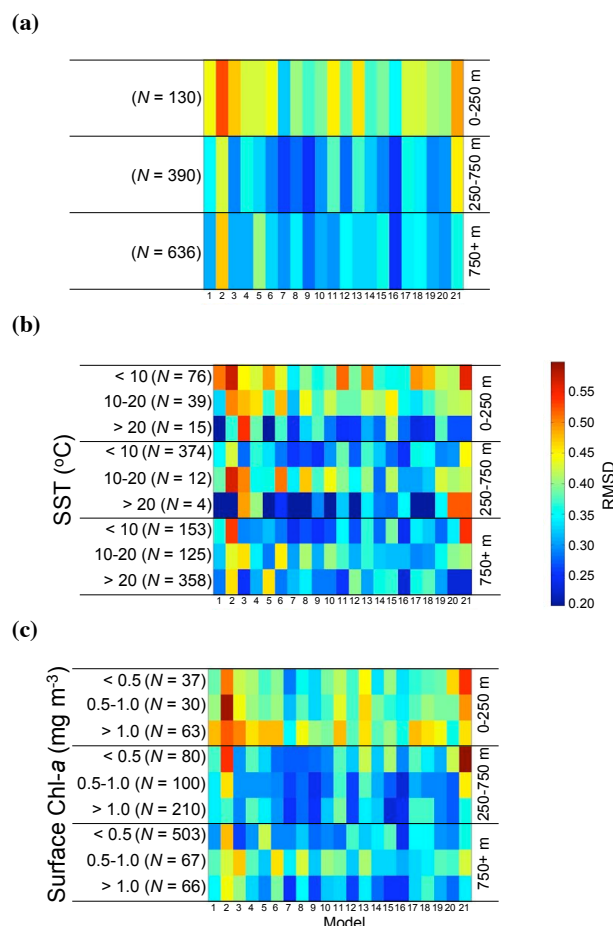 (a)
(N = 130)
(N = 390)
(N = 636)
0-250 m
250-750 m
750+ m
1 2 3 4 5 6 7 8 9 10 11 12 13 14 15 16 17 18 19 20 21
(b)
SST (°C)
< 10 (N = 76)
10-20 (N = 39)
> 20 (N = 15)
< 10 (N = 374)
10-20 (N = 12)
> 20 (N = 4)
< 10 (N = 153)
10-20 (N = 125)
> 20 (N = 358)
0-250 m
250-750 m
750+ m
1 2 3 4 5 6 7 8 9 10 11 12 13 14 15 16 17 18 19 20 21
0.60
0.55
0.50
0.45
0.40
0.35
0.30
0.25
0.20
RMSD
(c)
Surface Chl-a (mg m⁻³)
< 0.5 (N = 37)
0.5-1.0 (N = 30)
> 1.0 (N = 63)
< 0.5 (N = 80)
0.5-1.0 (N = 100)
> 1.0 (N = 210)
< 0.5 (N = 503)
0.5-1.0 (N = 67)
> 1.0 (N = 66)
0-250 m
250-750 m
750+ m
1 2 3 4 5 6 7 8 9 10 11 12 13 14 15 16 17 18 19 20 21
Model